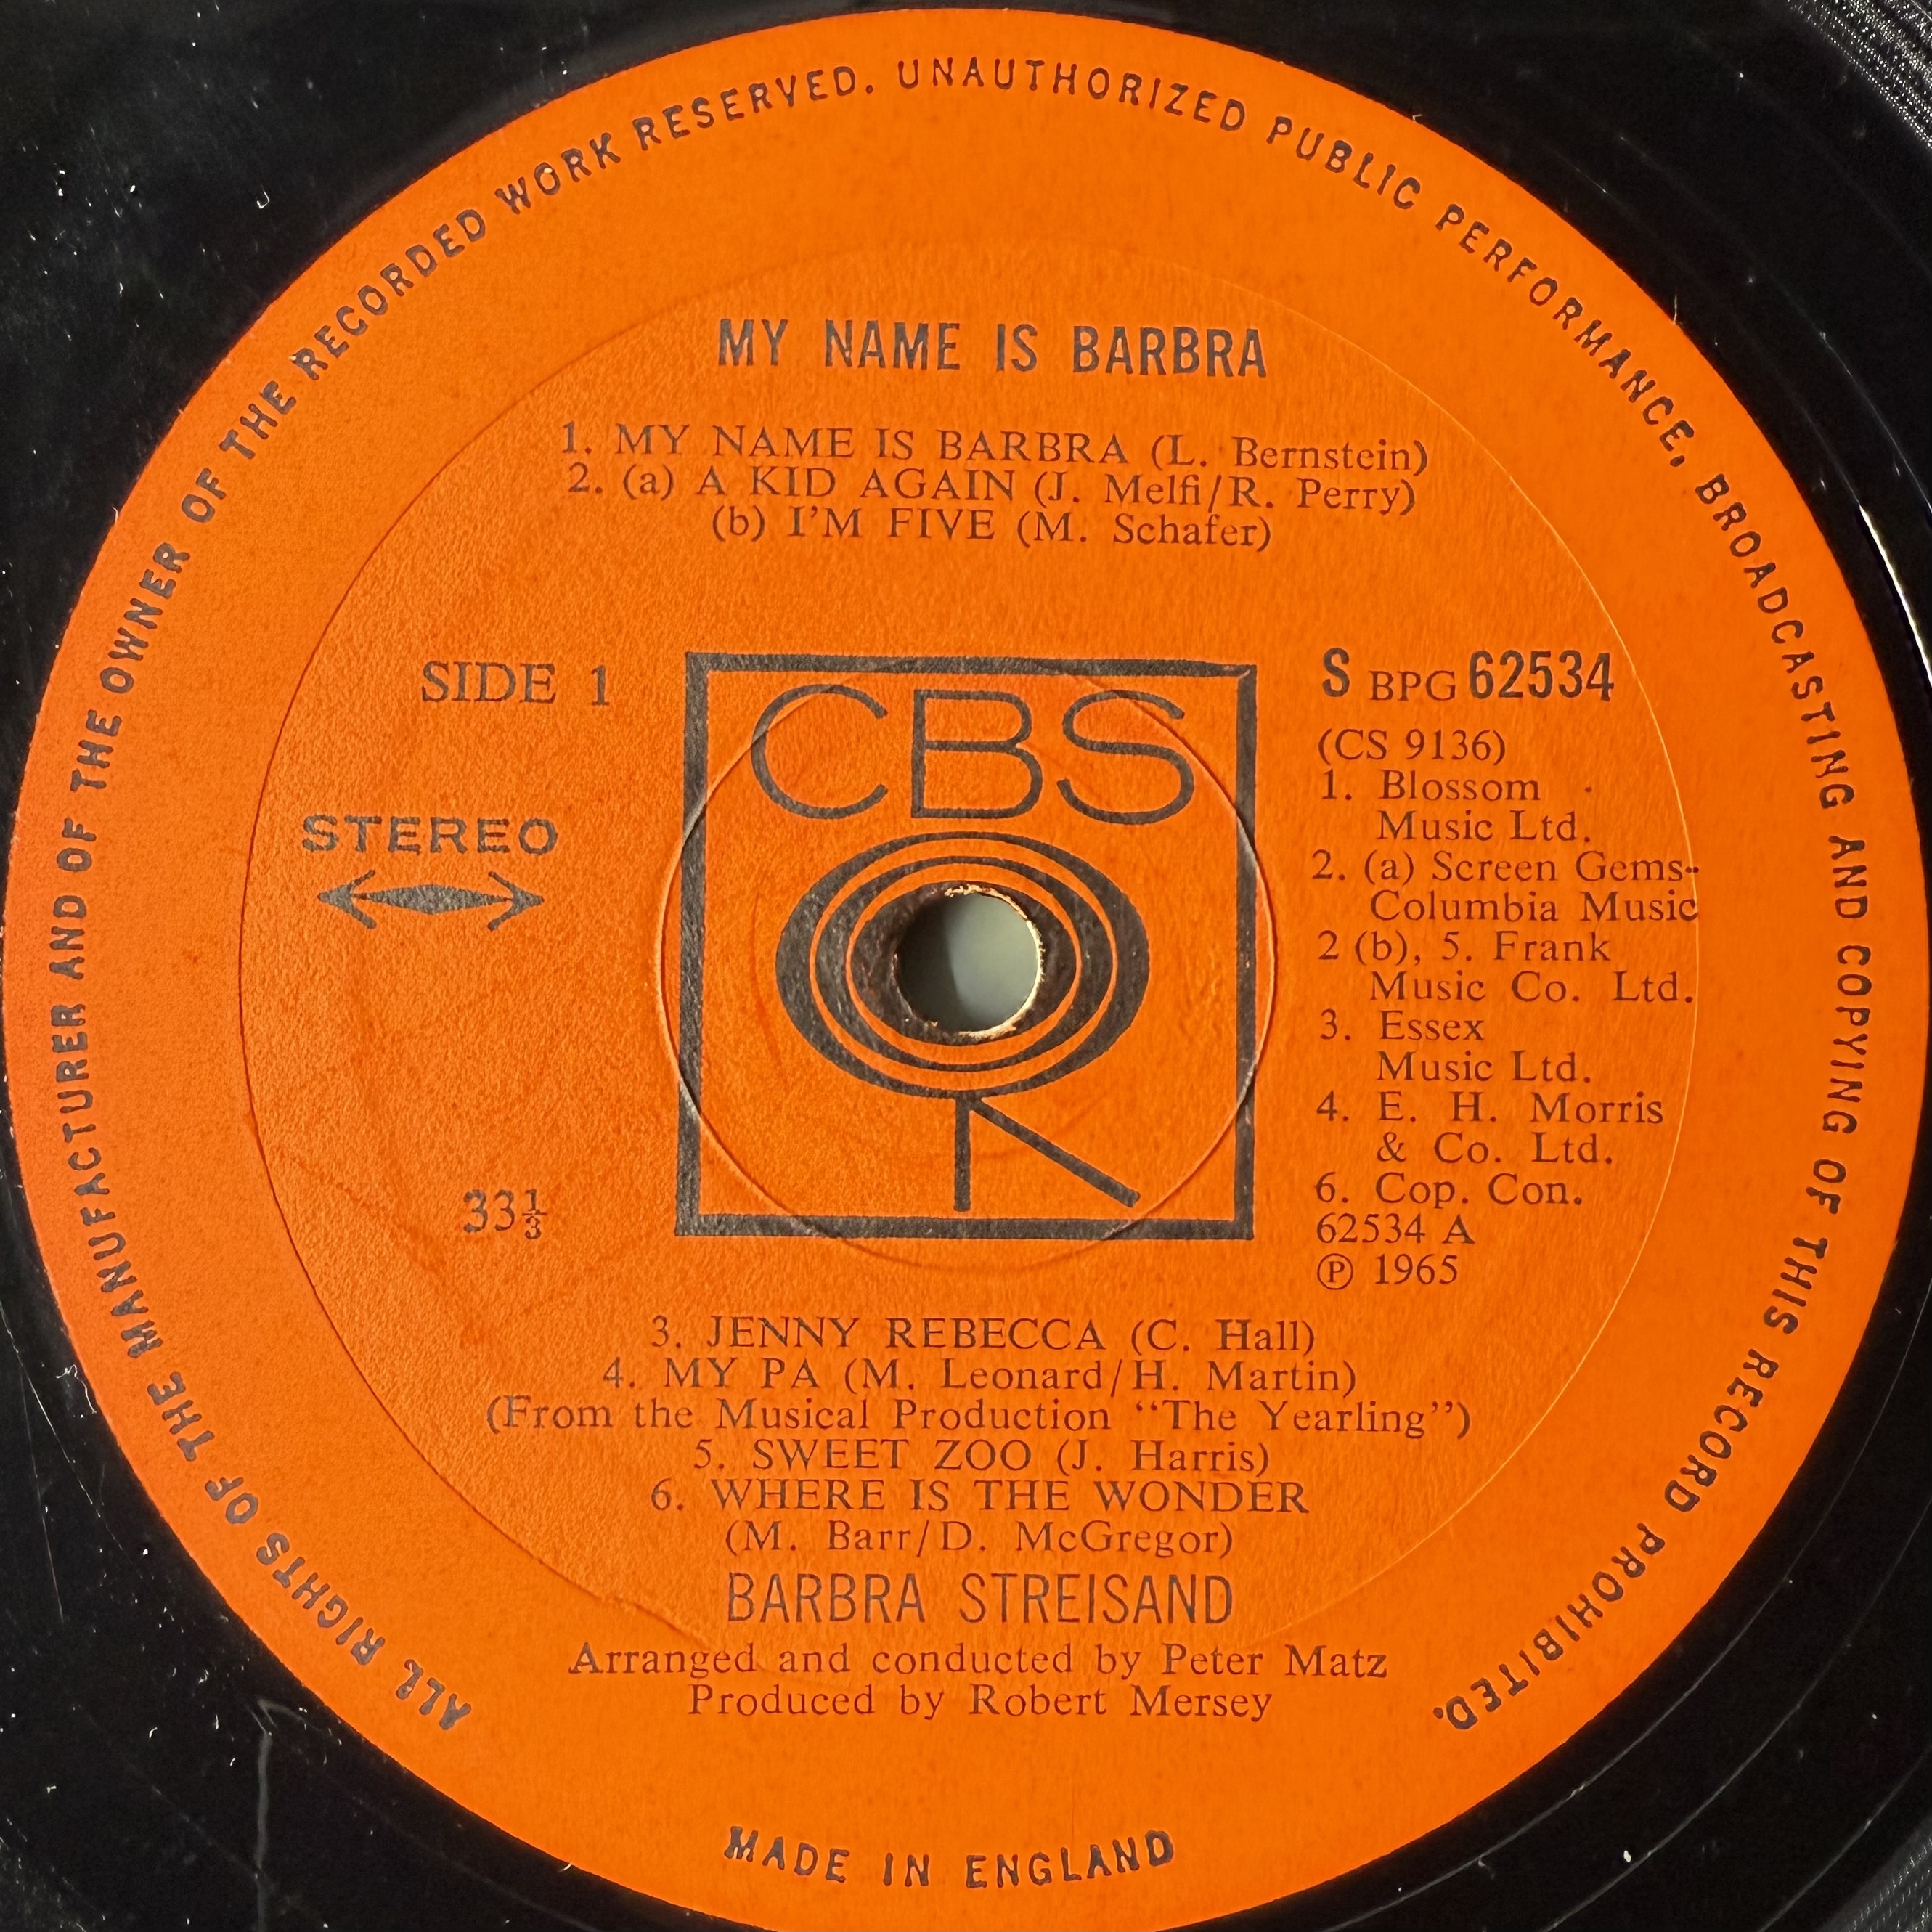 ALL RIGHTS OF THE MANUFACTURER AND OF THE OWNER OF THE RECORDED WORK RESERVED. UNAUTHORIZED PUBLIC PERFORMANCE, BROADCASTING AND COPYING OF THIS RECORD PROHIBITED.
MY NAME IS BARBRA
1. MY NAME IS BARBRA (L. Bernstein)
2. (a) A KID AGAIN (J. Melfi/R. Perry)
(b) I'M FIVE (M. Schafer)
SIDE 1
STEREO
33⅓
CBS
S BPG 62534
(CS 9136)
1. Blossom
Music Ltd.
2. (a) Screen Gems-
Columbia Music
2 (b), 5. Frank
Music Co. Ltd.
3. Essex
Music Ltd.
4. E. H. Morris
& Co. Ltd.
6. Cop. Con.
62534 A
℗ 1965
3. JENNY REBECCA (C. Hall)
4. MY PA (M. Leonard/H. Martin)
(From the Musical Production “The Yearling”)
5. SWEET ZOO (J. Harris)
6. WHERE IS THE WONDER
(M. Barr/D. McGregor)
BARBRA STREISAND
Arranged and conducted by Peter Matz
Produced by Robert Mersey
MADE IN ENGLAND